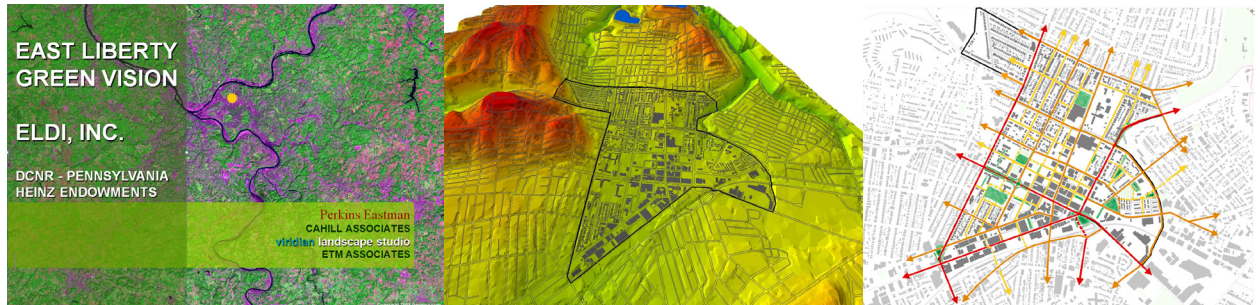 EAST LIBERTY
GREEN VISION
ELDI, INC.
DCNR - PENNSYLVANIA
HEINZ ENDOWMENTS
Perkins Eastman
CAHILL ASSOCIATES
viridian landscape studio
ETM ASSOCIATES